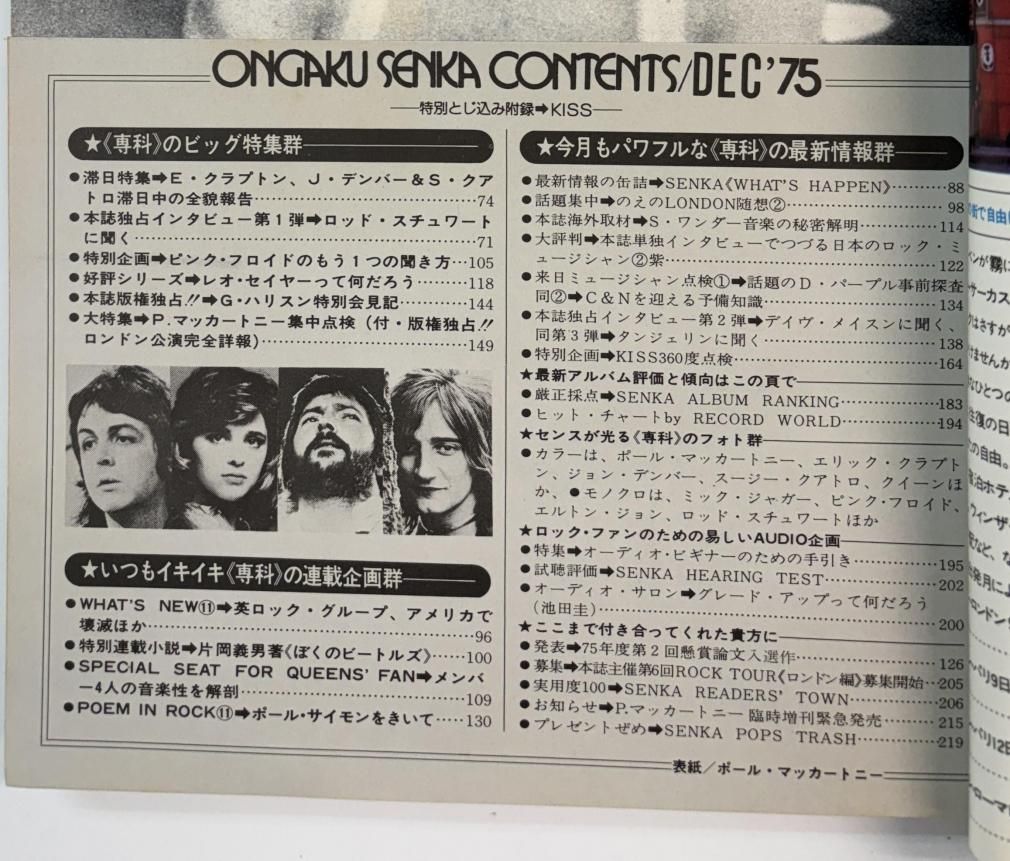 ONGAKU SENKA CONTENTS/DEC'75
特別とじ込み附録➡KISS
★《専科》のビッグ特集群
●滞日特集➡E・クラプトン、J・デンバー&S・クア
トロ滞日中の全貌報告…74
●本誌独占インタビュー第1弾➡ロッド・スチュワート
に聞く…71
●特別企画➡ピンク・フロイドのもう1つの聞き方…105
●好評シリーズ➡レオ・セイヤーって何だろう…118
●本誌版権独占!!➡G・ハリスン特別会見記…144
●大特集➡P.マッカートニー集中点検(付・版権独占!!
ロンドン公演完全詳報)…149
★いつもイキイキ《専科》の連載企画群
●WHAT'S NEW⑪➡英ロック・グループ、アメリカで
壊滅ほか…96
●特別連載小説➡片岡義男著《ぼくのビートルズ》…100
●SPECIAL SEAT FOR QUEENS' FAN➡メンバ
ー4人の音楽性を解剖…109
●POEM IN ROCK⑪➡ポール・サイモンをきいて…130
★今月もパワフルな《専科》の最新情報群
●最新情報の缶詰➡SENKA《WHAT'S HAPPEN》…88
●話題集中➡のえのLONDON随想②…98
●本誌海外取材➡S・ワンダー音楽の秘密解明…114
●大評判➡本誌単独インタビューでつづる日本のロック・ミ
ュージシャン②紫…122
●来日ミュージシャン点検①➡話題のD・パープル事前探査
同②➡C&Nを迎える予備知識…134
●本誌独占インタビュー第2弾➡デイヴ・メイスンに聞く、
同第3弾➡タンジェリンに聞く…138
●特別企画➡KISS360度点検…164
★最新アルバム評価と傾向はこの頁で
●厳正採点➡SENKA ALBUM RANKING…183
●ヒット・チャートby RECORD WORLD…194
★センスが光る《専科》のフォト群
●カラーは、ポール・マッカートニー、エリック・クラプト
ン、ジョン・デンバー、スージー・クアトロ、クイーンほ
か、●モノクロは、ミック・ジャガー、ピンク・フロイド、
エルトン・ジョン、ロッド・スチュワートほか
★ロック・ファンのための易しいAUDIO企画
●特集➡オーディオ・ビギナーのための手引き…195
●試聴評価➡SENKA HEARING TEST…202
●オーディオ・サロン➡グレード・アップって何だろう
(池田圭)…200
★ここまで付き合ってくれた貴方に
●発表➡75年度第2回懸賞論文入選作…126
●募集➡本誌主催第6回ROCK TOUR《ロンドン編》募集開始…205
●実用度100➡SENKA READERS' TOWN…206
●お知らせ➡P.マッカートニー臨時増刊緊急発売…215
●プレゼントぜめ➡SENKA POPS TRASH…219
表紙/ポール・マッカートニー